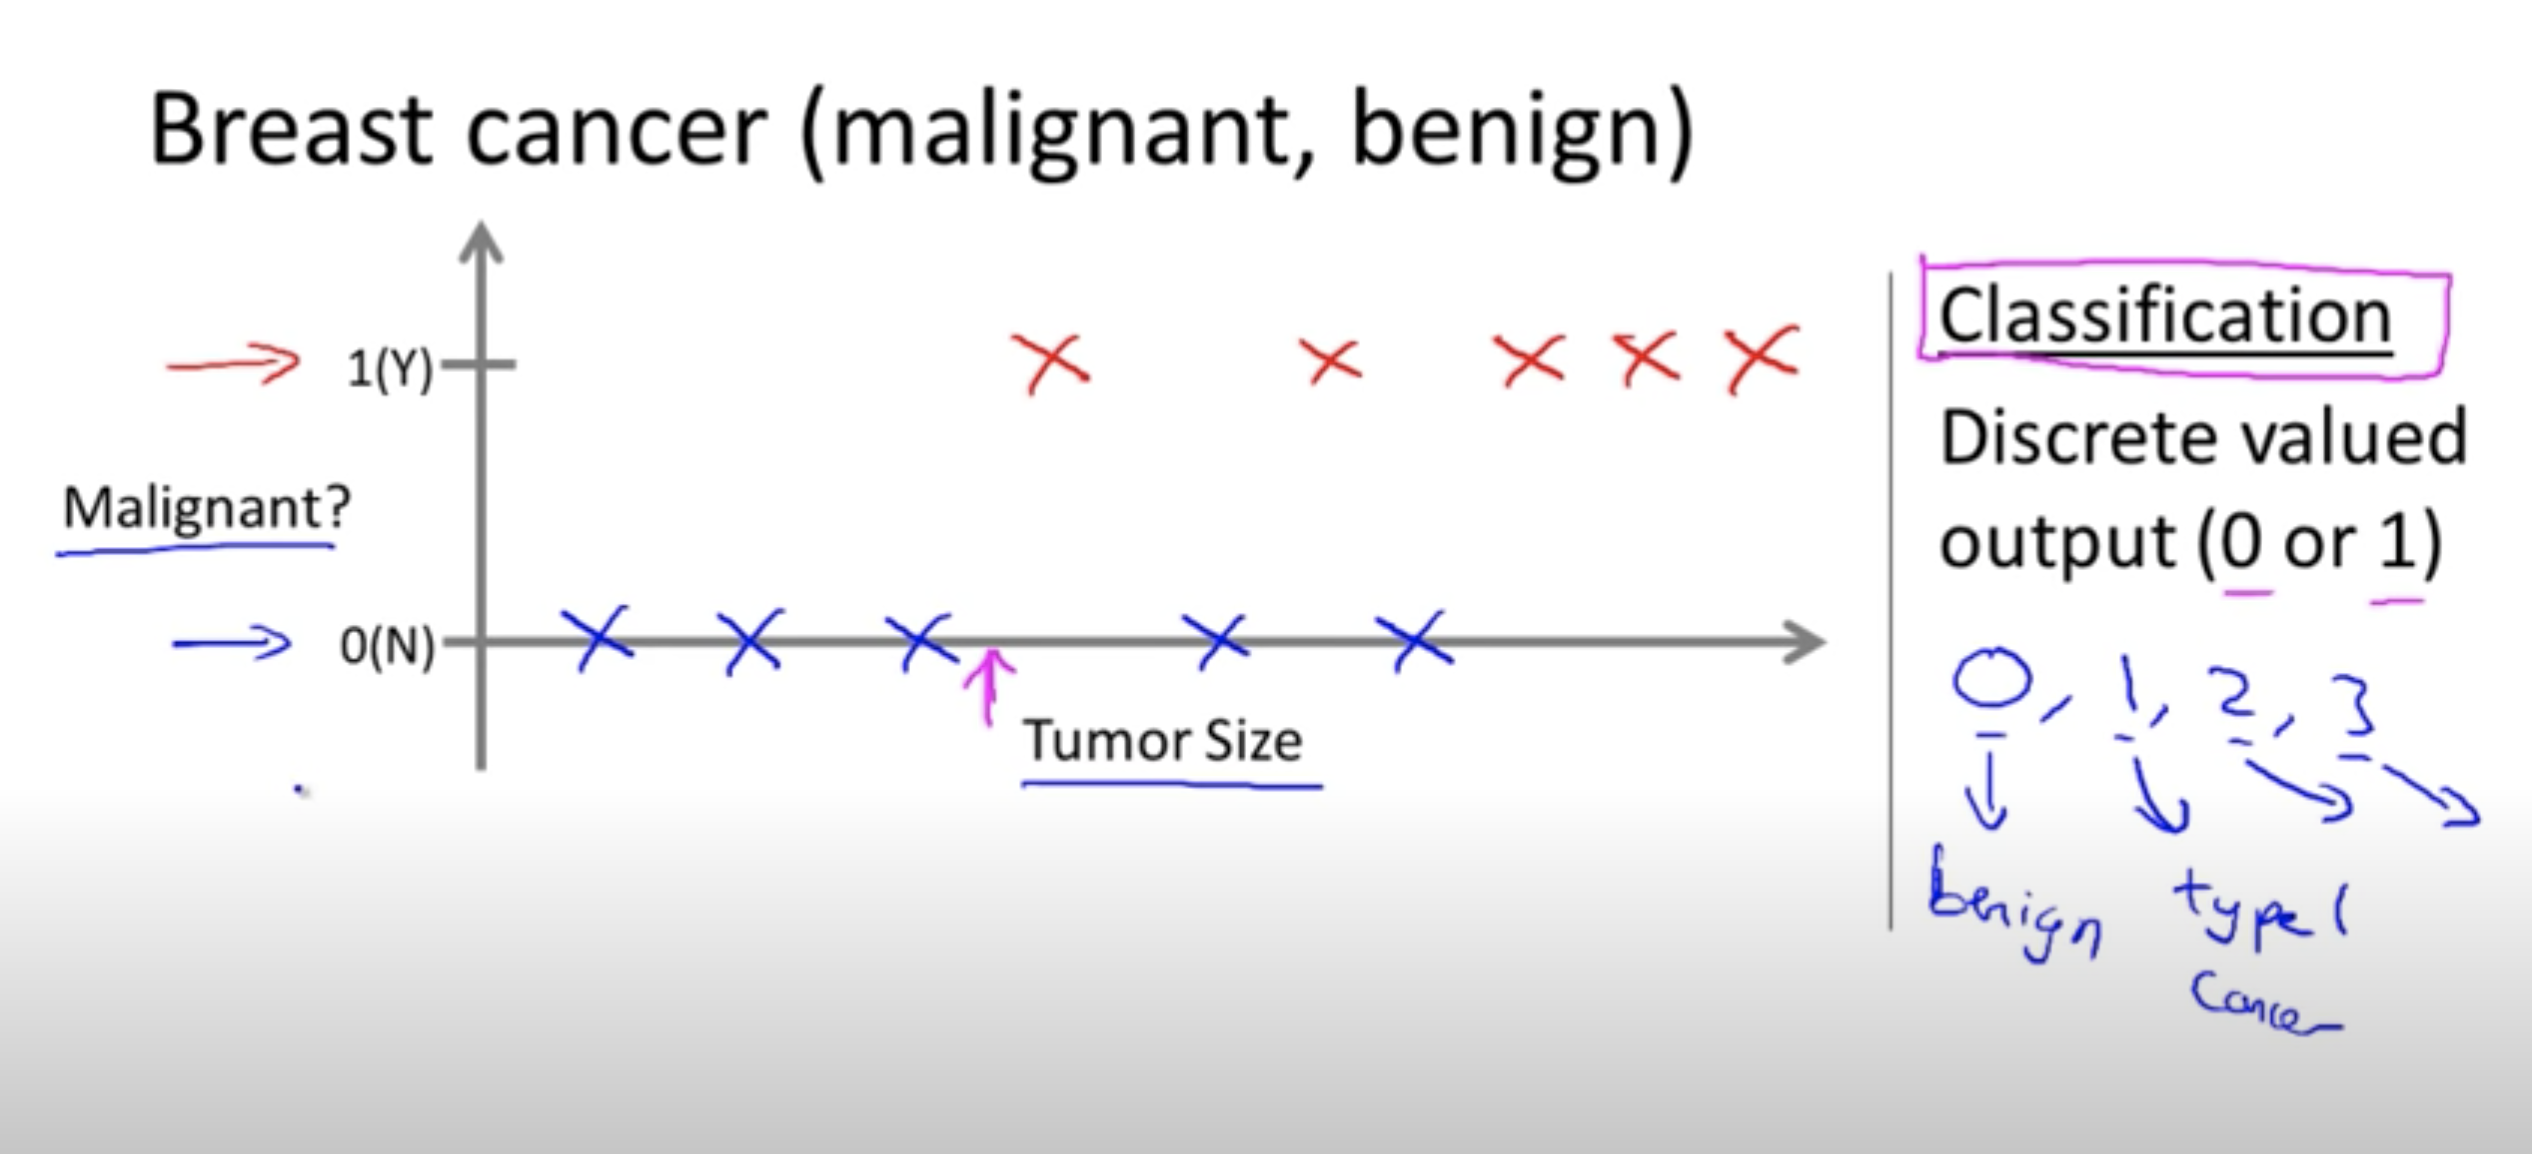 Breast cancer (malignant, benign)
1(Y)
Malignant?
0(N)
Tumor Size
Classification
Discrete valued
output (0 or 1)
0, 1, 2, 3
benign type 1
cancer